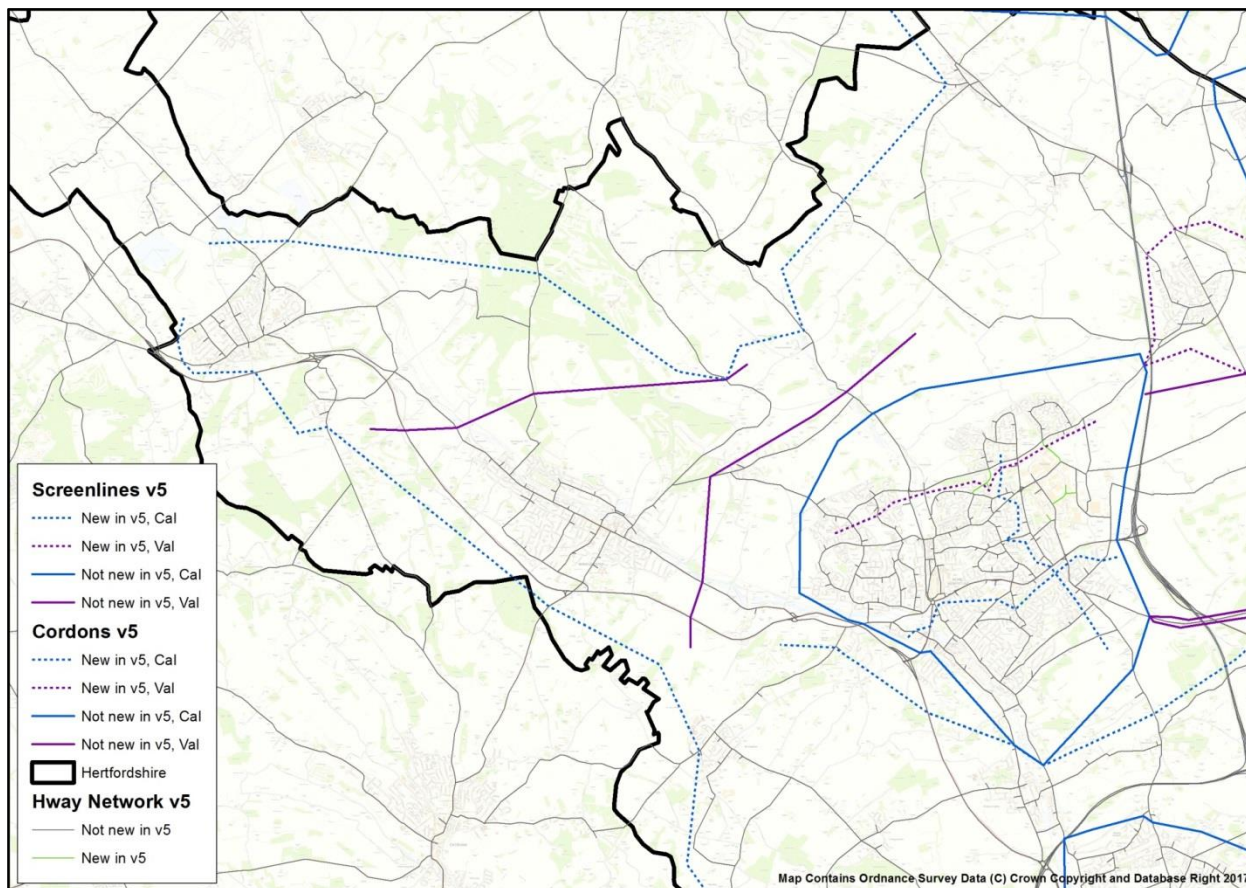 Screenlines v5
New in v5, Cal
New in v5, Val
Not new in v5, Cal
Not new in v5, Val
Cordons v5
New in v5, Cal
New in v5, Val
Not new in v5, Cal
Not new in v5, Val
Hertfordshire
Hway Network v5
Not new in v5
New in v5
Map Contains Ordnance Survey Data (C) Crown Copyright and Database Right 2017